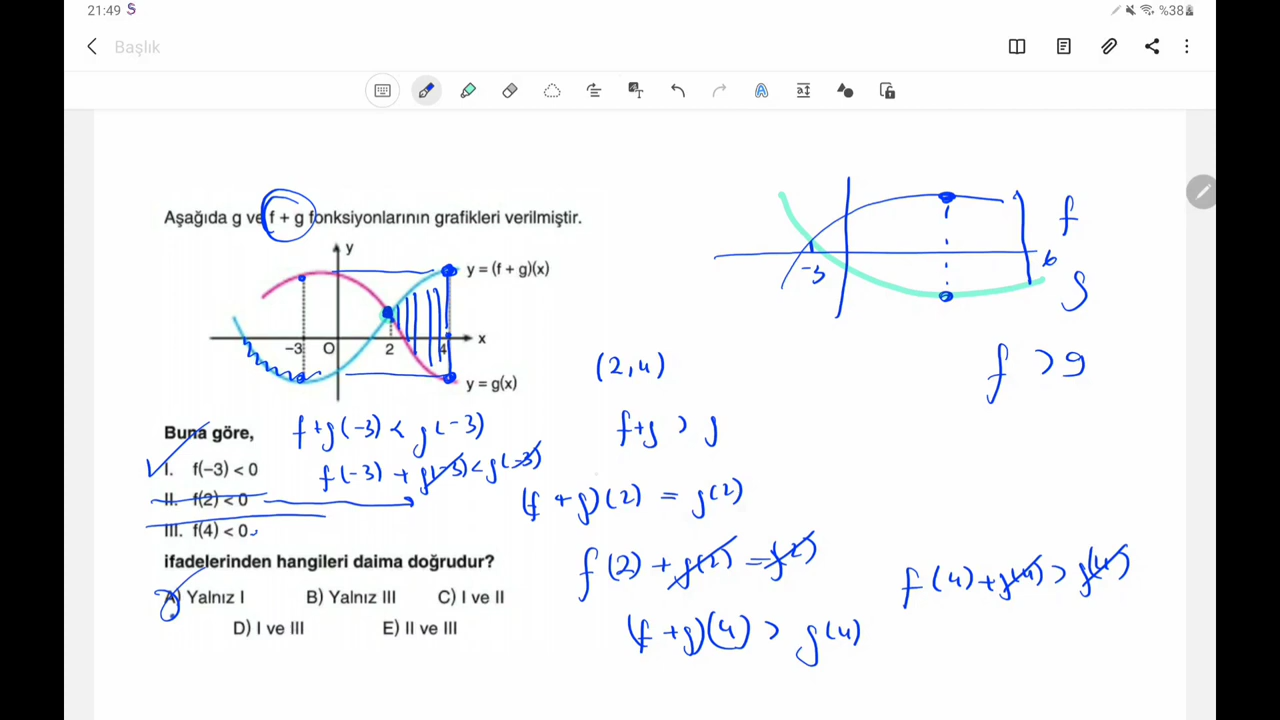 21:49 S
%38
Başlık
Aşağıda g ve f + g fonksiyonlarının grafikleri verilmiştir.
y
y = (f + g)(x)
x
-3 O 2 4
y = g(x)
f
-3 6
g
f > g
(2,4)
Buna göre,
f+g(-3) < g(-3)
f+g > g
I. f(-3) < 0
f(-3) + g(-3) < g(-3)
II. f(2) < 0
(f + g)(2) = g(2)
III. f(4) < 0
ifadelerinden hangileri daima doğrudur?
f(2) + g(2) = g(2)
f(4) + g(4) > g(4)
A) Yalnız I B) Yalnız III C) I ve II
D) I ve III E) II ve III
(f + g)(4) > g(4)